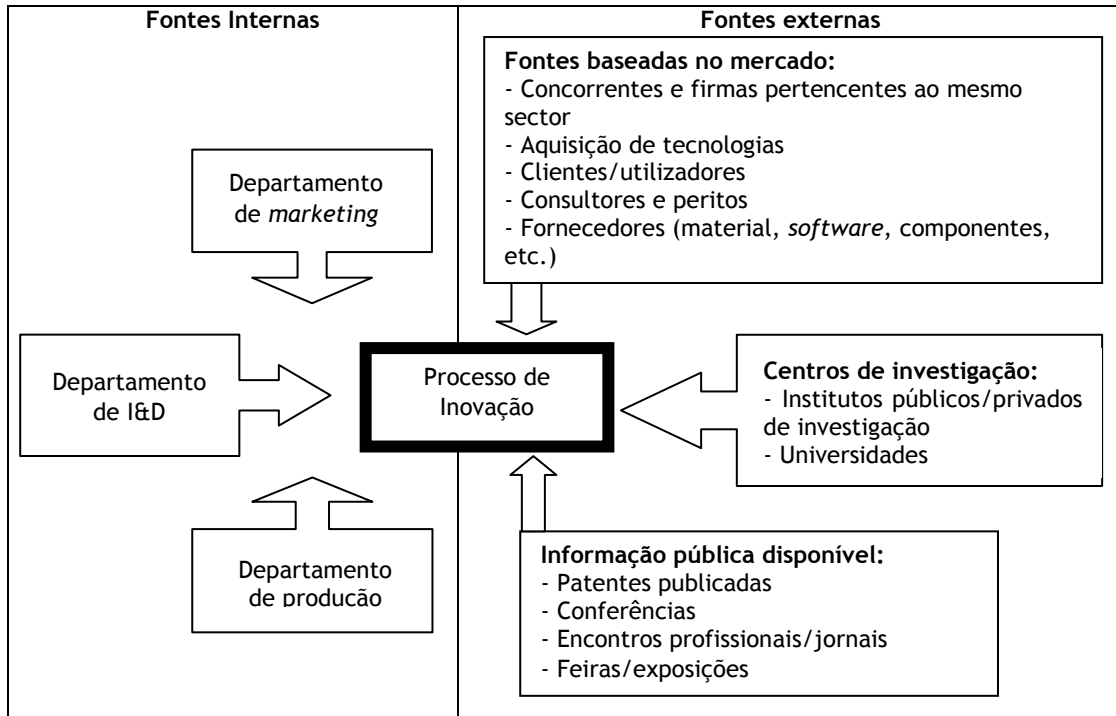 Fontes Internas
Fontes externas
Fontes baseadas no mercado:
- Concorrentes e firmas pertencentes ao mesmo
sector
- Aquisição de tecnologias
- Clientes/utilizadores
- Consultores e peritos
- Fornecedores (material, software, componentes,
etc.)
Departamento
de marketing
Departamento
de I&D
Processo de
Inovação
Centros de investigação:
- Institutos públicos/privados
de investigação
- Universidades
Departamento
de produção
Informação pública disponível:
- Patentes publicadas
- Conferências
- Encontros profissionais/jornais
- Feiras/exposições